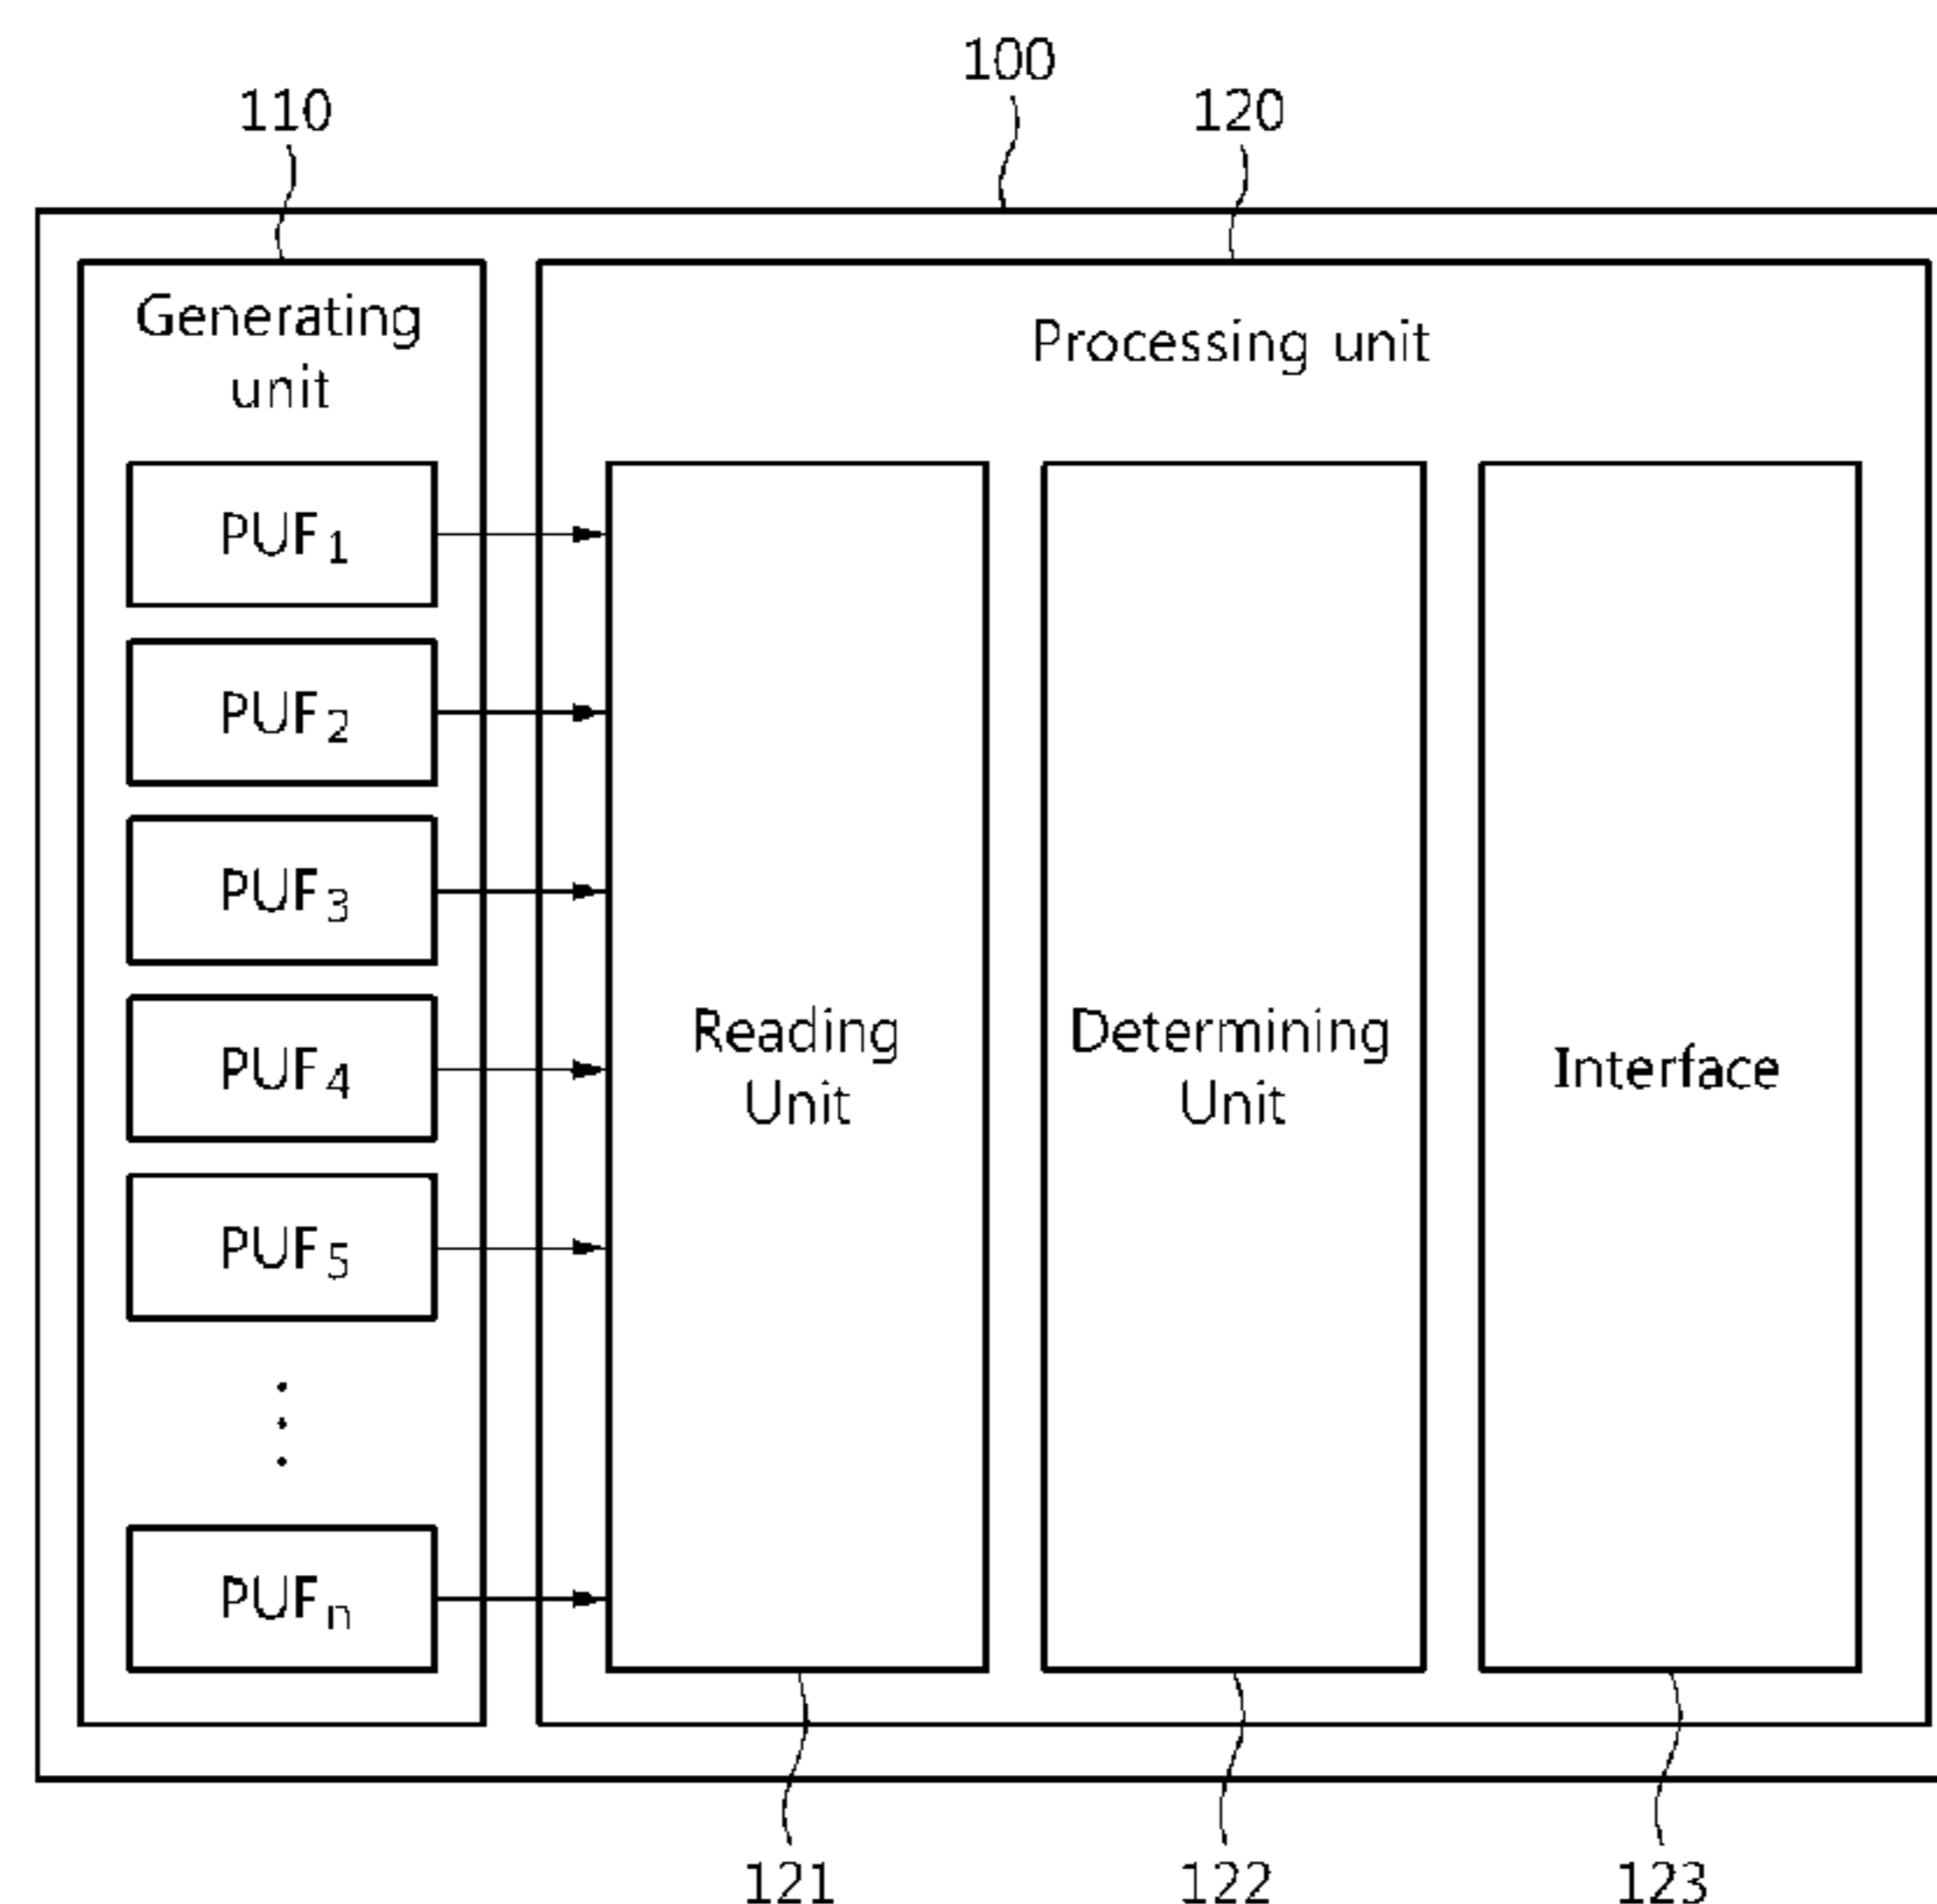 100
110
120
Generating
unit
Processing unit
PUF1
PUF2
PUF3
PUF4
PUF5
PUFn
Reading
Unit
Determining
Unit
Interface
121
122
123